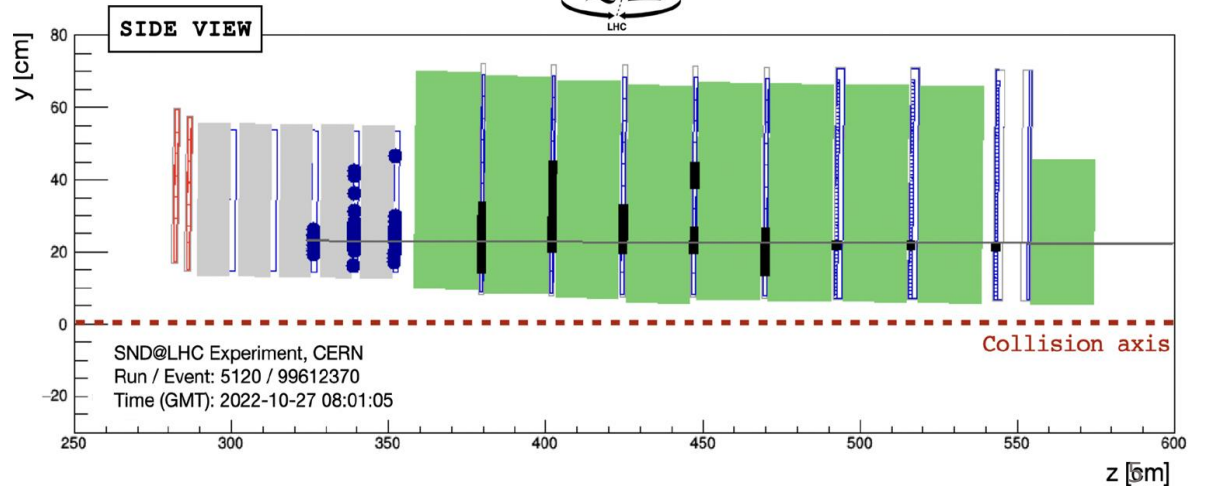 LHC
SIDE VIEW
y [cm]
80
60
40
20
0
−20
Collision axis
SND@LHC Experiment, CERN
Run / Event: 5120 / 99612370
Time (GMT): 2022-10-27 08:01:05
250 300 350 400 450 500 550 600
z [cm]
5